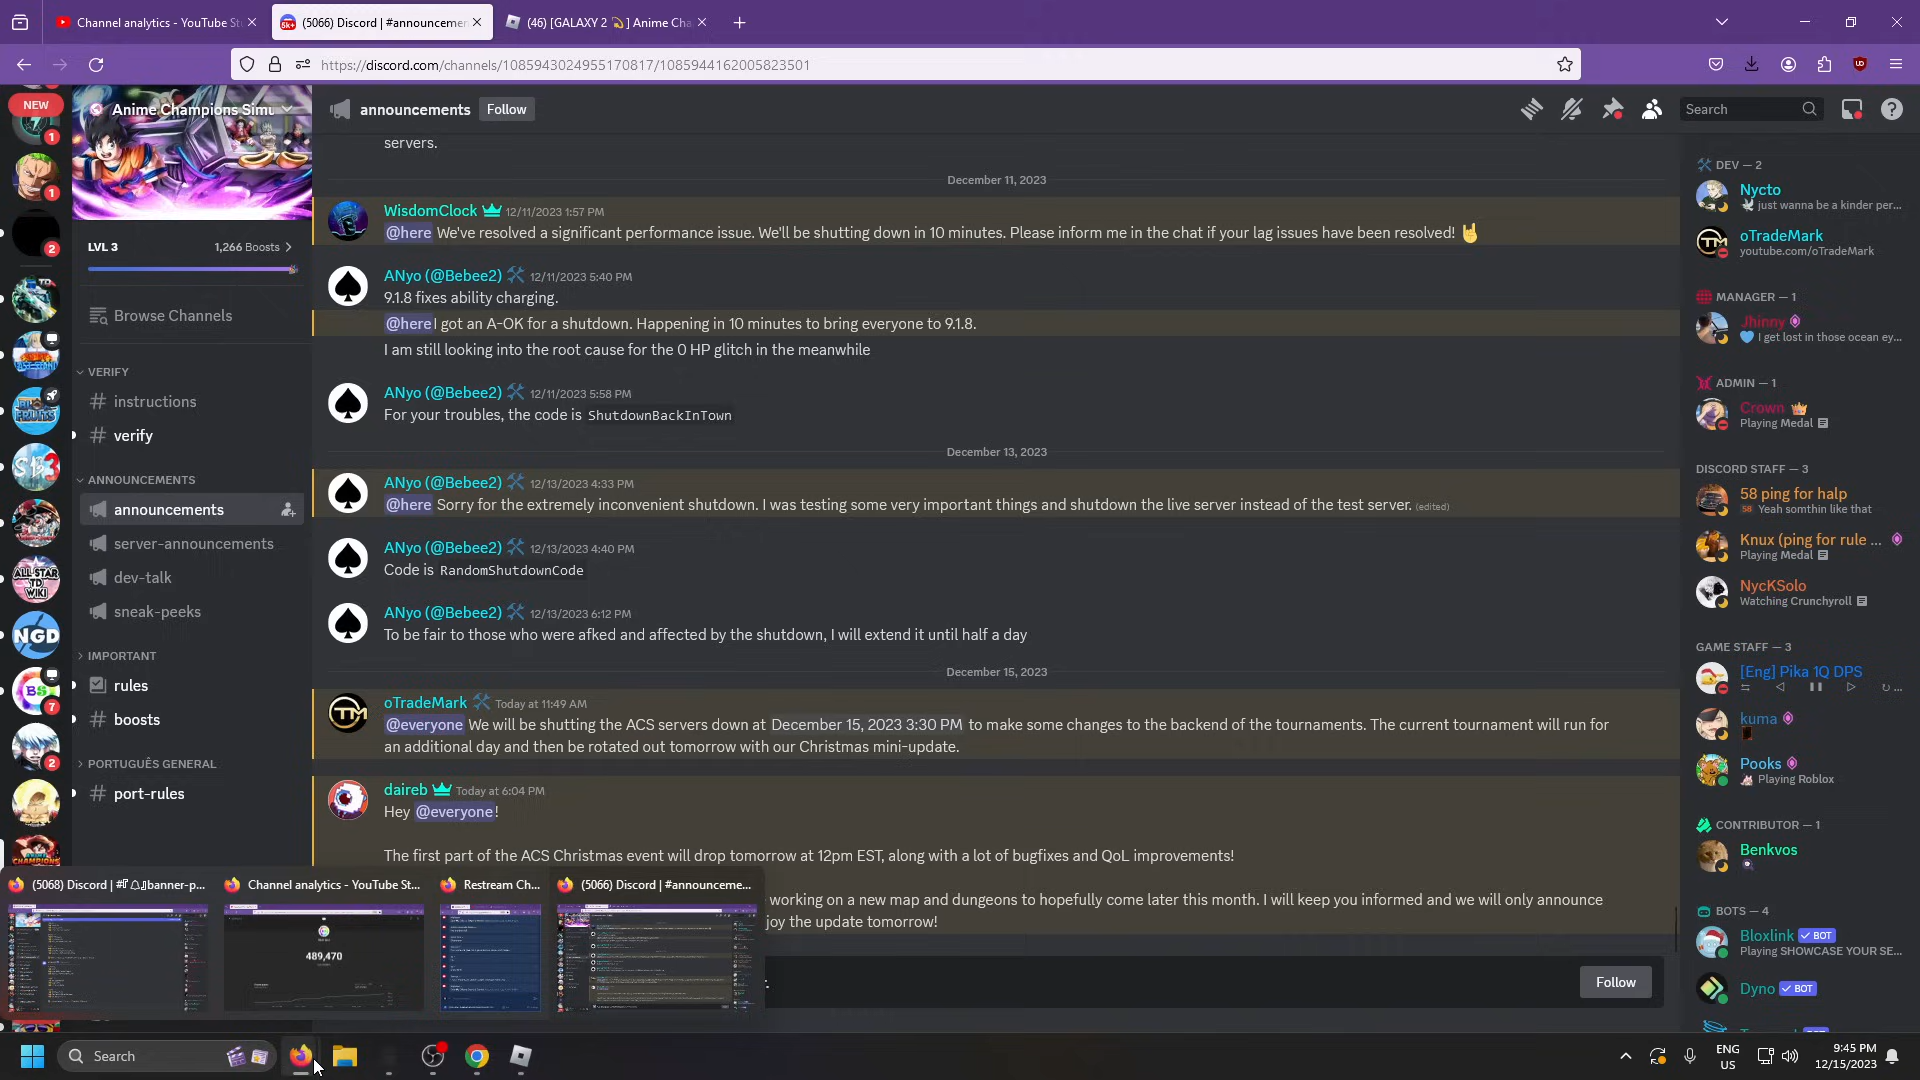 Channel analytics - YouTube St
(5066) Discord | #announcemen
(46) [GALAXY 2 💫] Anime Cha
https://discord.com/channels/1085943024955170817/1085944162005823501
NEW
Anime Champions Simu
announcements
Follow
Search
servers.
December 11, 2023
WisdomClock 12/11/2023 1:57 PM
@here We've resolved a significant performance issue. We'll be shutting down in 10 minutes. Please inform me in the chat if your lag issues have been resolved! 🤘
ANyo (@Bebee2) 12/11/2023 5:40 PM
9.1.8 fixes ability charging.
@here I got an A-OK for a shutdown. Happening in 10 minutes to bring everyone to 9.1.8.
I am still looking into the root cause for the 0 HP glitch in the meanwhile
ANyo (@Bebee2) 12/11/2023 5:58 PM
For your troubles, the code is ShutdownBackInTown
December 13, 2023
ANyo (@Bebee2) 12/13/2023 4:33 PM
@here Sorry for the extremely inconvenient shutdown. I was testing some very important things and shutdown the live server instead of the test server. (edited)
ANyo (@Bebee2) 12/13/2023 4:40 PM
Code is RandomShutdownCode
ANyo (@Bebee2) 12/13/2023 6:12 PM
To be fair to those who were afked and affected by the shutdown, I will extend it until half a day
December 15, 2023
oTradeMark Today at 11:49 AM
@everyone We will be shutting the ACS servers down at December 15, 2023 3:30 PM to make some changes to the backend of the tournaments. The current tournament will run for
an additional day and then be rotated out tomorrow with our Christmas mini-update.
daireb Today at 6:04 PM
Hey @everyone!
The first part of the ACS Christmas event will drop tomorrow at 12pm EST, along with a lot of bugfixes and QoL improvements!
working on a new map and dungeons to hopefully come later this month. I will keep you informed and we will only announce
joy the update tomorrow!
Follow
LVL 3
1,266 Boosts
Browse Channels
VERIFY
instructions
verify
ANNOUNCEMENTS
announcements
server-announcements
dev-talk
sneak-peeks
IMPORTANT
rules
boosts
PORTUGUÊS GENERAL
port-rules
1
1
2
TM
BLOX FRUITS
SB3
ALL STAR
TD
WIKI
NGD
BS
7
2
CHAMPIONS
DEV — 2
Nycto
🕊 just wanna be a kinder per...
oTradeMark
youtube.com/oTradeMark
MANAGER — 1
Jhinny
💙 I get lost in those ocean ey...
ADMIN — 1
Crown 👑
Playing Medal
DISCORD STAFF — 3
58 ping for halp
58 Yeah somthin like that
Knux (ping for rule ...
Playing Medal
NycKSolo
Watching Crunchyroll
GAME STAFF — 3
[Eng] Pika 1Q DPS
kuma
Pooks
Playing Roblox
CONTRIBUTOR — 1
Benkvos
BOTS — 4
Bloxlink BOT
Playing SHOWCASE YOUR SE...
Dyno BOT
(5068) Discord | #『🔔』banner-p...
Channel analytics - YouTube St...
Restream Ch...
(5066) Discord | #announceme...
489,470
Search
ENG
US
9:45 PM
12/15/2023